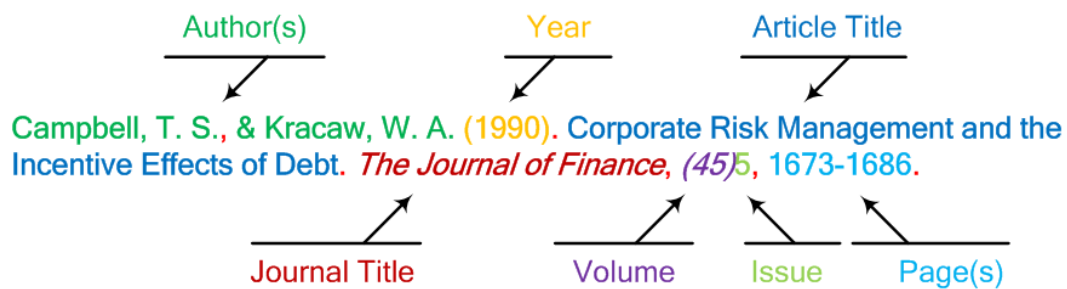 Author(s) Year Article Title
Campbell, T. S., & Kracaw, W. A. (1990). Corporate Risk Management and the
Incentive Effects of Debt. The Journal of Finance, (45)5, 1673-1686.
Journal Title Volume Issue Page(s)